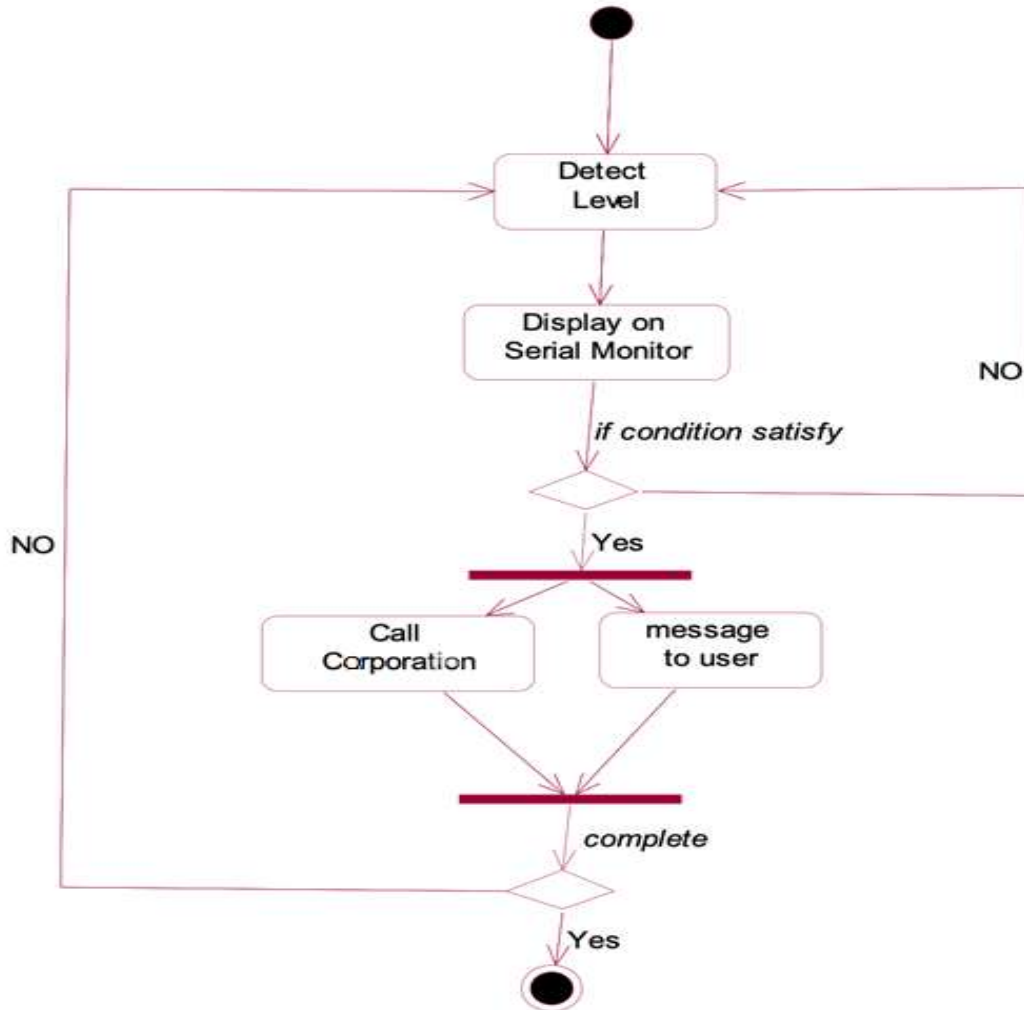 Detect
Level
Display on
Serial Monitor
NO
if condition satisfy
NO
Yes
Call
Corporation
message
to user
complete
Yes